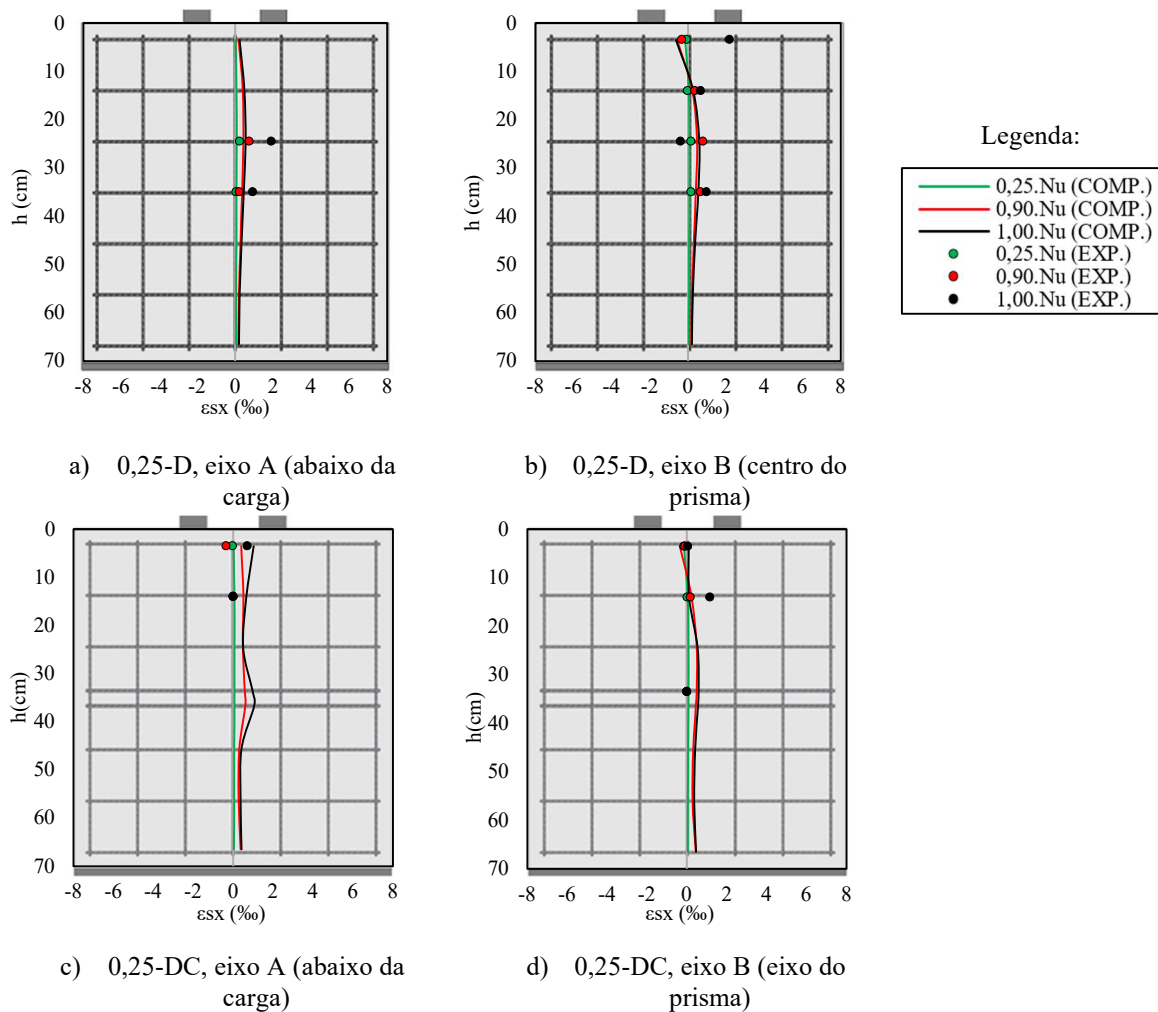 0
10
20
30
40
50
60
70
h (cm)
-8 -6 -4 -2 0 2 4 6 8
εsx (‰)
a) 0,25-D, eixo A (abaixo da
carga)
0
10
20
30
40
50
60
70
h (cm)
-8 -6 -4 -2 0 2 4 6 8
εsx (‰)
b) 0,25-D, eixo B (centro do
prisma)
Legenda:
0,25.Nu (COMP.)
0,90.Nu (COMP.)
1,00.Nu (COMP.)
0,25.Nu (EXP.)
0,90.Nu (EXP.)
1,00.Nu (EXP.)
0
10
20
30
40
50
60
70
h(cm)
-8 -6 -4 -2 0 2 4 6 8
εsx (‰)
c) 0,25-DC, eixo A (abaixo da
carga)
0
10
20
30
40
50
60
70
h(cm)
-8 -6 -4 -2 0 2 4 6 8
εsx (‰)
d) 0,25-DC, eixo B (eixo do
prisma)